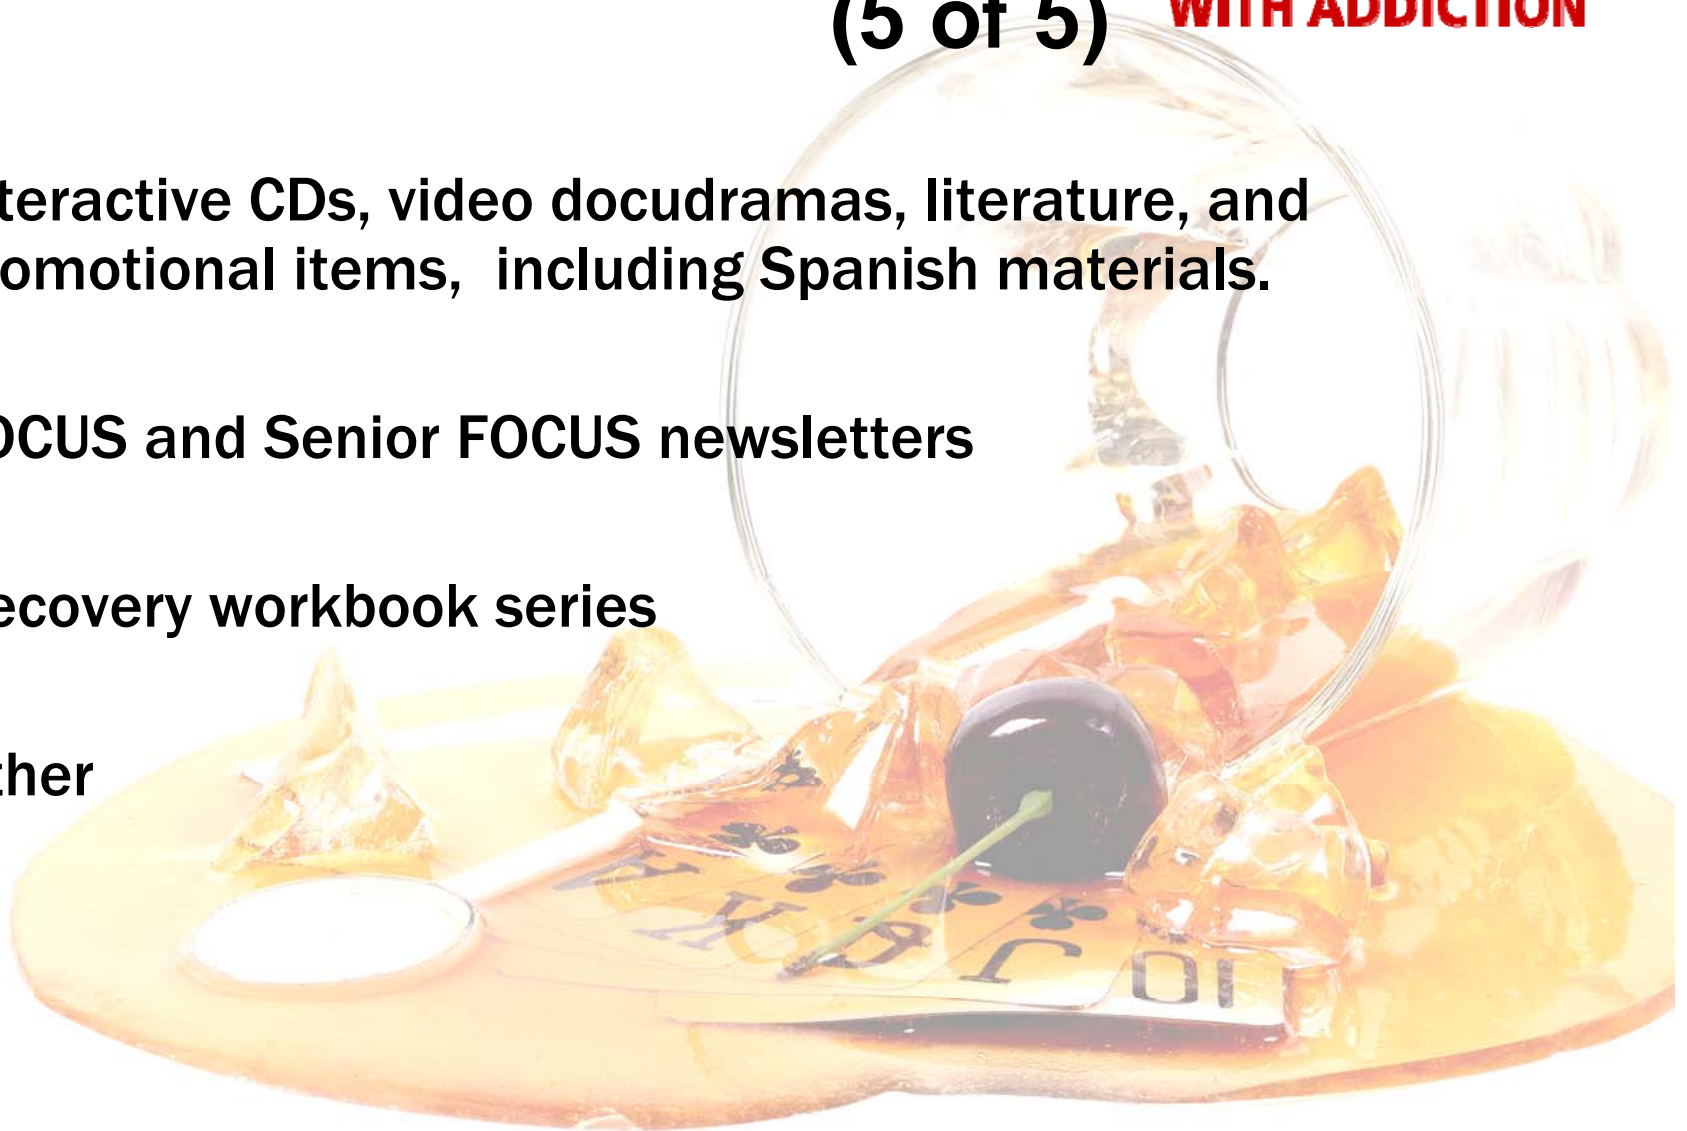 (5 of 5) WITH ADDICTION
teractive CDs, video docudramas, literature, and
omotional items, including Spanish materials.
OCUS and Senior FOCUS newsletters
ecovery workbook series
ther
A K Q J 10